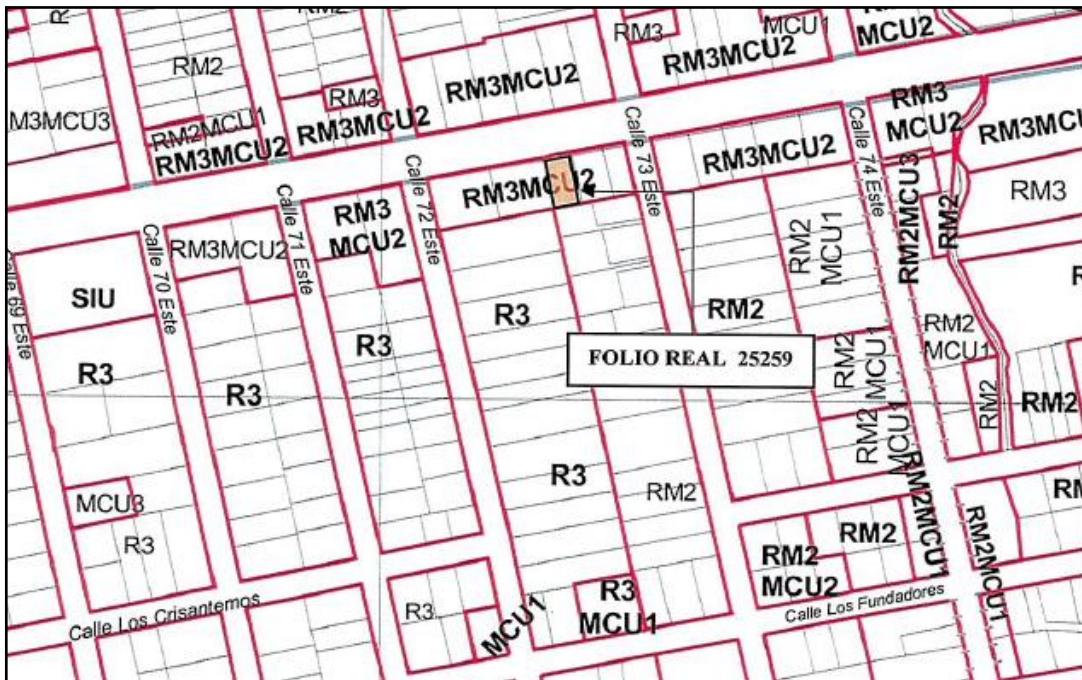 RM2
MCU1
RM3
MCU2
RM2
RM3MCU2
RM3MCU2
M3MCU3
RM3
RM3MCU2
RM2MCU1
RM3MCU2
RM3
MCU2
RM3MCU2
Calle 73 Este
Calle 74 Este
RM3
Calle 72 Este
RM3MCU2
RM2MCU3
RM2
Calle 71 Este
RM3
MCU2
RM2
MCU1
Calle 70 Este
RM3MCU2
Calle 69 Este
SIU
R3
RM2
RM2
MCU1
R3
FOLIO REAL 25259
RM2
MCU1
R3
R3
RM2
RM2
RM2
MCU1
R3
RM2
MCU3
R3
RM2MCU1
RM2
RM2
MCU2
RM2MCU1
R3
MCU1
R3
MCU1
Calle Los Crisantemos
Calle Los Fundadores